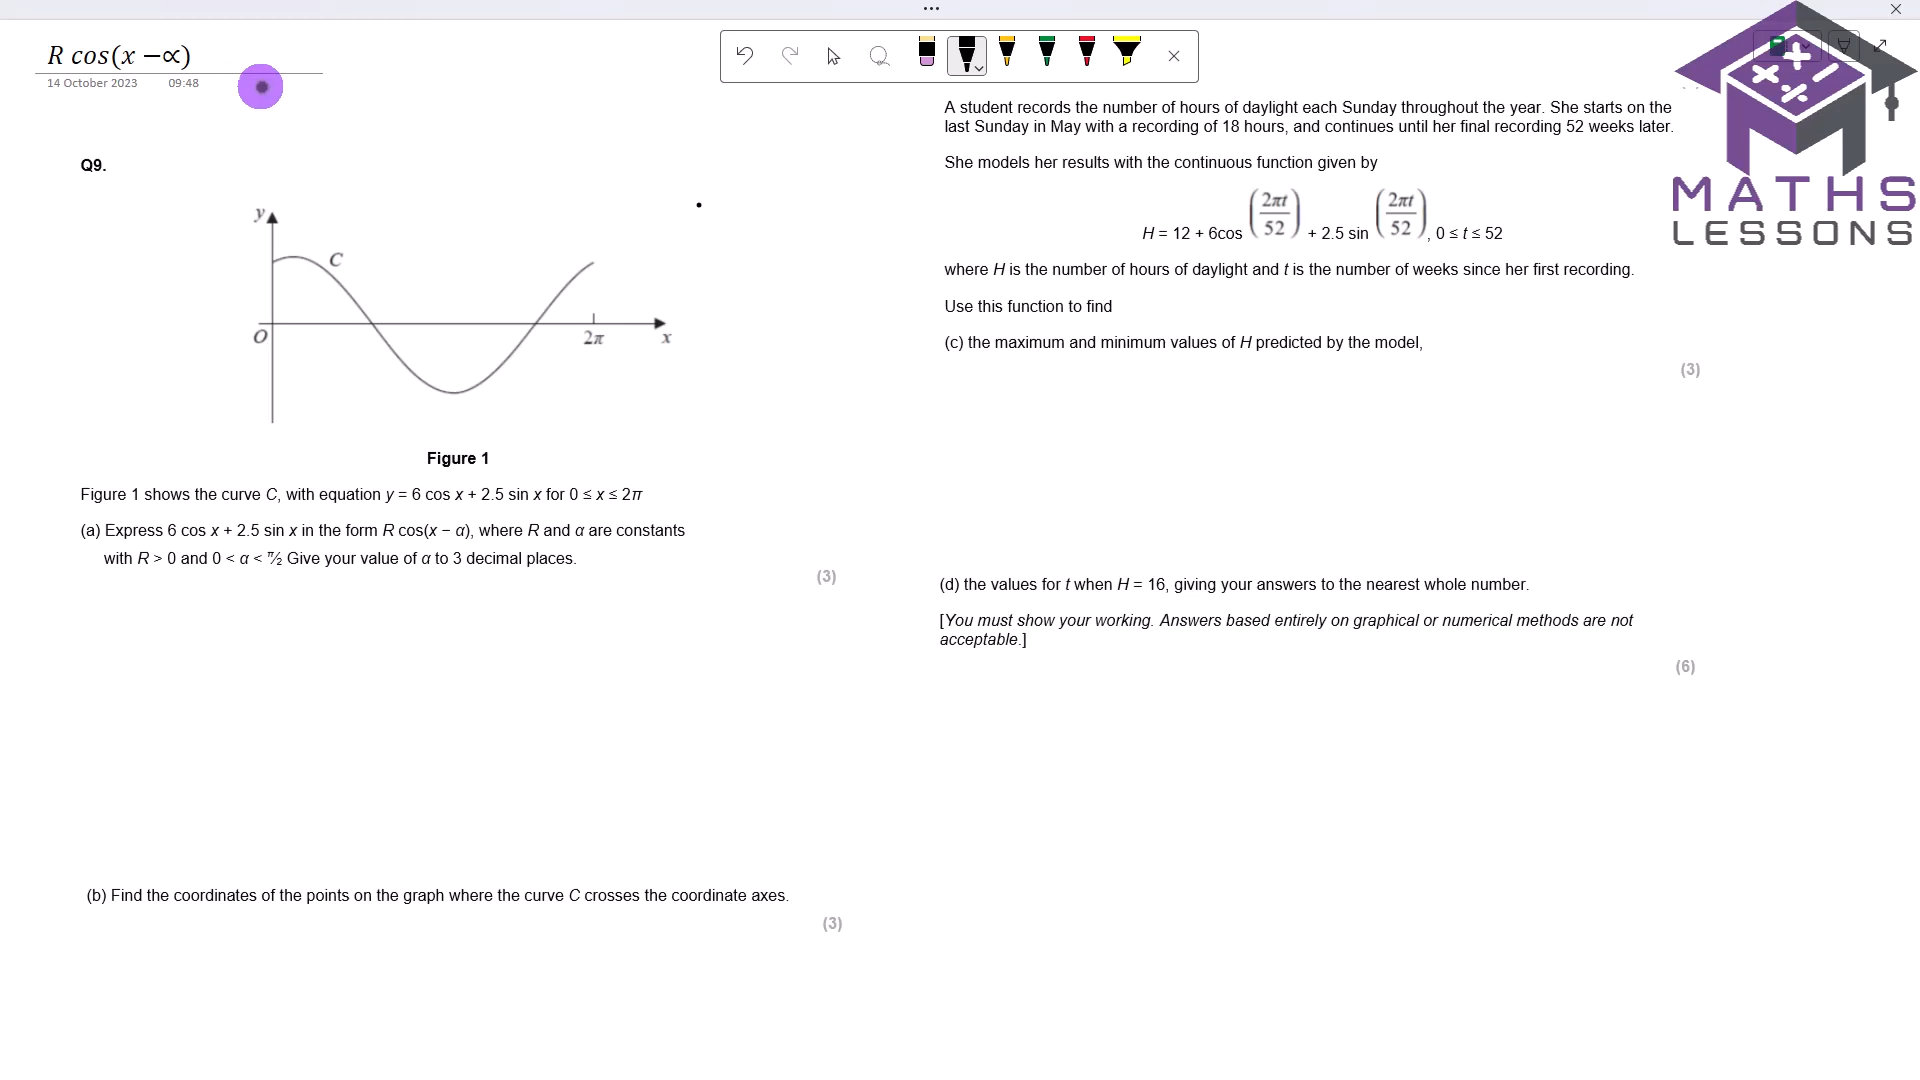 R cos(x −∝)
14 October 2023 09:48
Q9.
y
C
O
2π
x
Figure 1
Figure 1 shows the curve C, with equation y = 6 cos x + 2.5 sin x for 0 ≤ x ≤ 2π
(a) Express 6 cos x + 2.5 sin x in the form R cos(x − α), where R and α are constants
with R > 0 and 0 < α < π/2 Give your value of α to 3 decimal places.
(3)
(b) Find the coordinates of the points on the graph where the curve C crosses the coordinate axes.
(3)
A student records the number of hours of daylight each Sunday throughout the year. She starts on the
last Sunday in May with a recording of 18 hours, and continues until her final recording 52 weeks later.
She models her results with the continuous function given by
H = 12 + 6cos (2πt/52) + 2.5 sin (2πt/52), 0 ≤ t ≤ 52
where H is the number of hours of daylight and t is the number of weeks since her first recording.
Use this function to find
(c) the maximum and minimum values of H predicted by the model,
(3)
(d) the values for t when H = 16, giving your answers to the nearest whole number.
[You must show your working. Answers based entirely on graphical or numerical methods are not
acceptable.]
(6)
MATHS
LESSONS